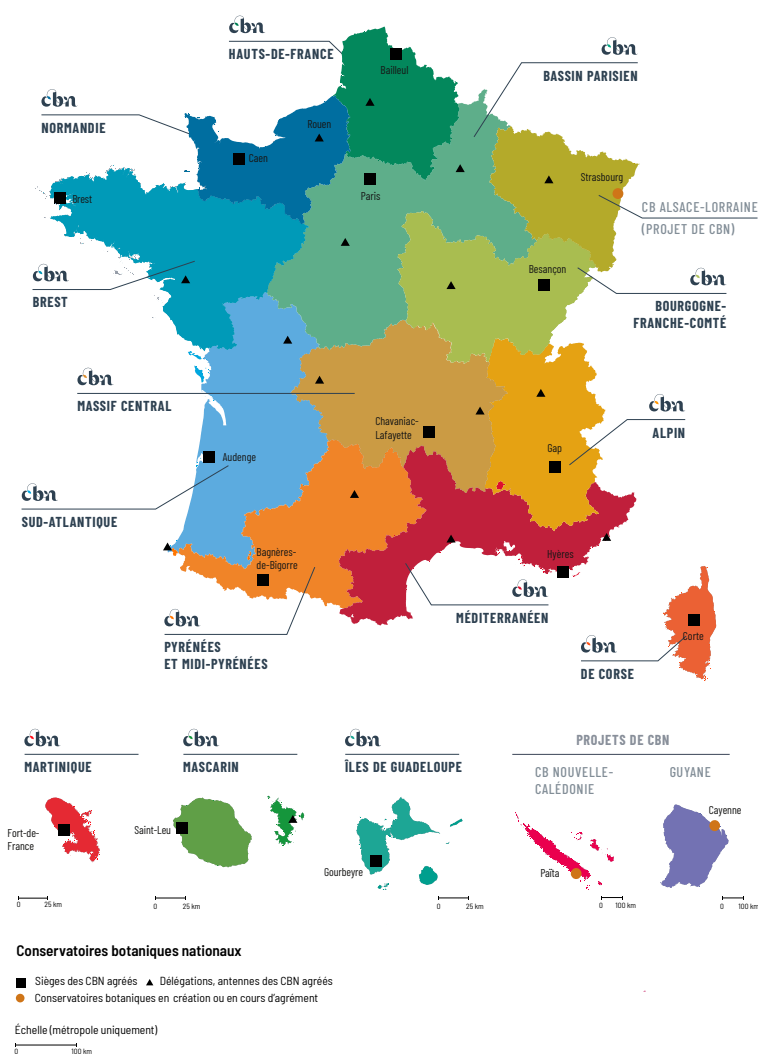 cbn
HAUTS-DE-FRANCE
Bailleul
cbn
BASSIN PARISIEN
cbn
NORMANDIE
Rouen
Caen
Strasbourg
Paris
Brest
CB ALSACE-LORRAINE
(PROJET DE CBN)
cbn
BREST
Besançon
cbn
BOURGOGNE-
FRANCHE-COMTÉ
cbn
MASSIF CENTRAL
Chavaniac-
Lafayette
cbn
ALPIN
Gap
Audenge
cbn
SUD-ATLANTIQUE
Bagnères-
de-Bigorre
Hyères
cbn
MÉDITERRANÉEN
cbn
PYRÉNÉES
ET MIDI-PYRÉNÉES
Corte
cbn
DE CORSE
cbn
MARTINIQUE
cbn
MASCARIN
cbn
ÎLES DE GUADELOUPE
PROJETS DE CBN
CB NOUVELLE-
CALÉDONIE
GUYANE
Fort-de-
France
Saint-Leu
Gourbeyre
Païta
Cayenne
0 25 km
0 25 km
0 25 km
0 100 km
0 100 km
Conservatoires botaniques nationaux
Sièges des CBN agréés
Délégations, antennes des CBN agréés
Conservatoires botaniques en création ou en cours d'agrément
Échelle (métropole uniquement)
0 100 km